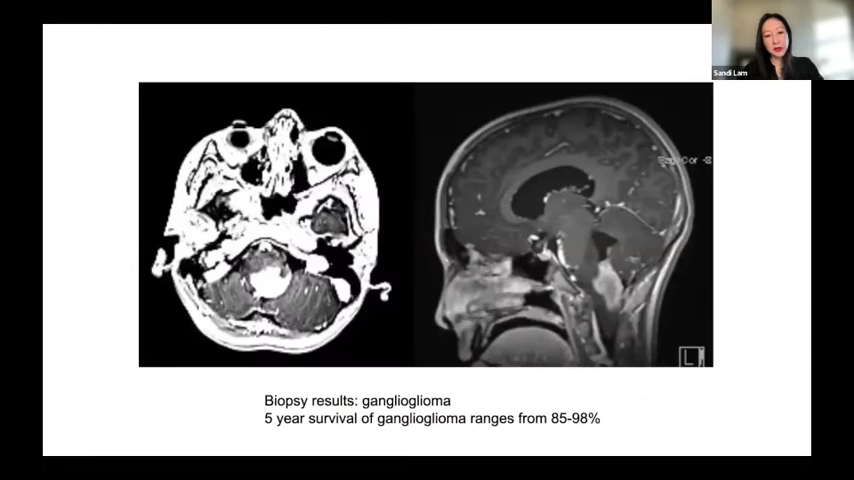 Sandi Lam
L
Biopsy results: ganglioglioma
5 year survival of ganglioglioma ranges from 85-98%